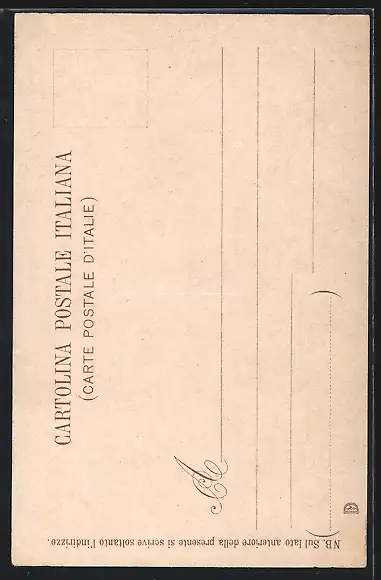 CARTOLINA POSTALE ITALIANA
(CARTE POSTALE D'ITALIE)
A
( )
NB. Sul lato anteriore della presente si scrive soltanto l'indirizzo.